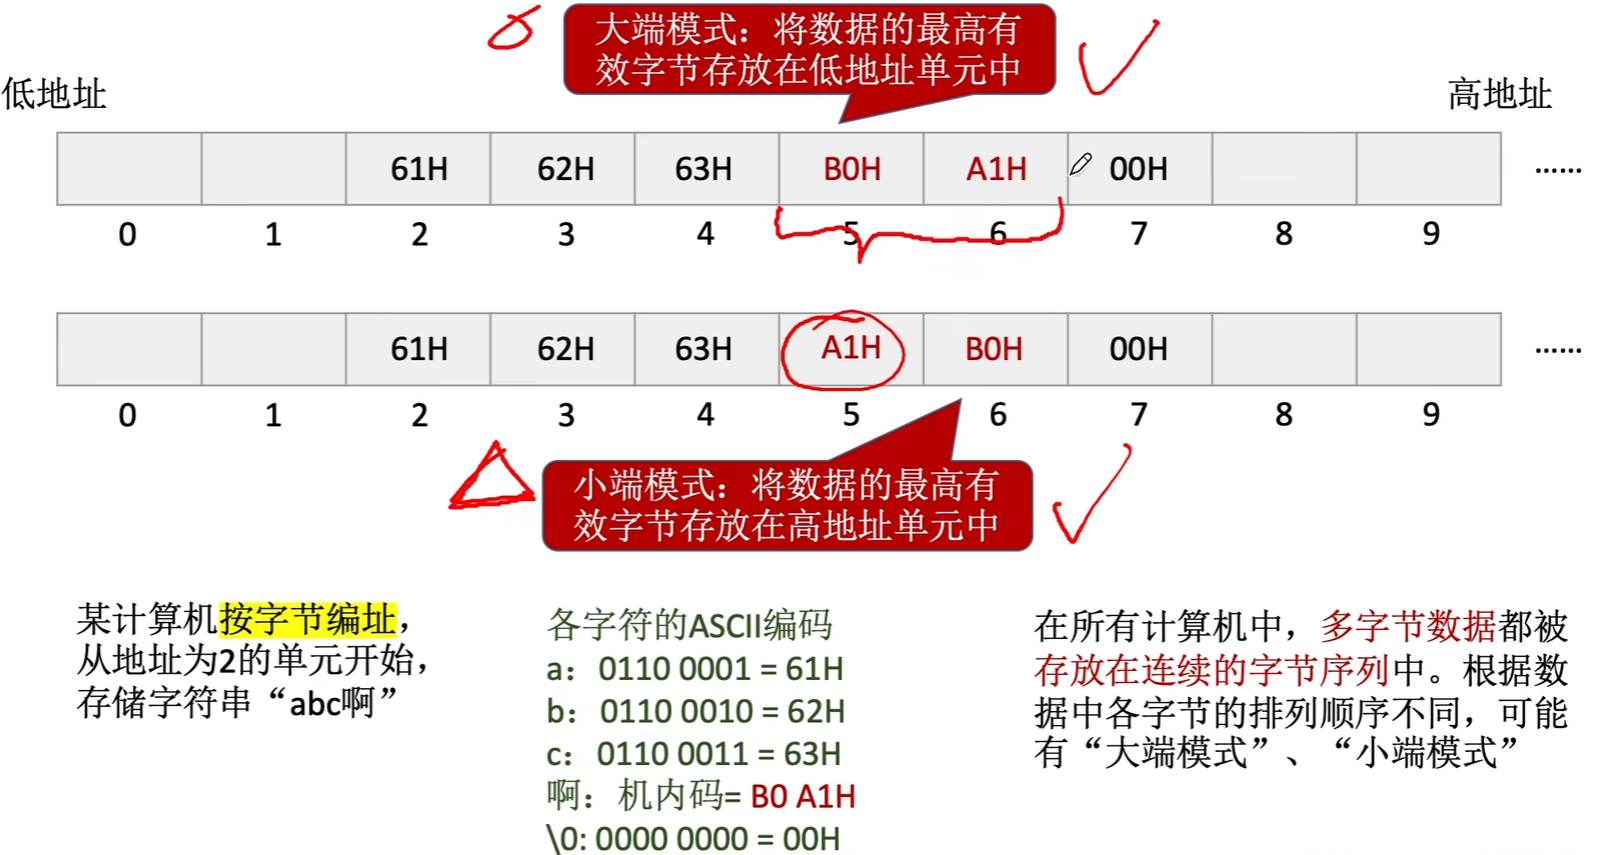 大端模式：将数据的最高有
效字节存放在低地址单元中
低地址
高地址
61H 62H 63H B0H A1H 00H ……
0 1 2 3 4 5 6 7 8 9
61H 62H 63H A1H B0H 00H ……
0 1 2 3 4 5 6 7 8 9
小端模式：将数据的最高有
效字节存放在高地址单元中
某计算机按字节编址，
从地址为2的单元开始，
存储字符串“abc啊”
各字符的ASCII编码
a：0110 0001 = 61H
b：0110 0010 = 62H
c：0110 0011 = 63H
啊：机内码= B0 A1H
\0: 0000 0000 = 00H
在所有计算机中，多字节数据都被
存放在连续的字节序列中。根据数
据中各字节的排列顺序不同，可能
有“大端模式”、“小端模式”